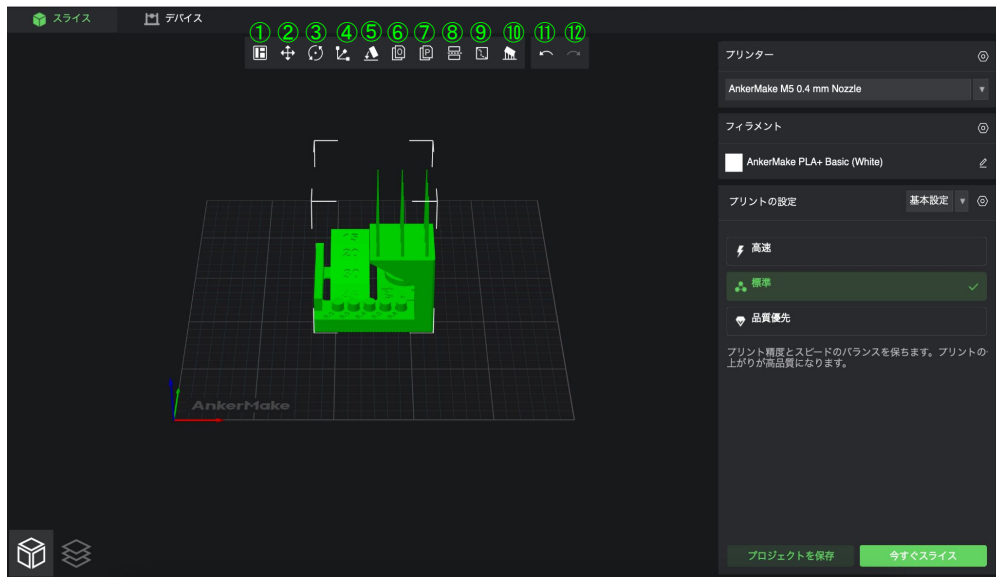 スライス
デバイス
① ② ③ ④ ⑤ ⑥ ⑦ ⑧ ⑨ ⑩ ⑪ ⑫
O
P
プリンター
AnkerMake M5 0.4 mm Nozzle
フィラメント
AnkerMake PLA+ Basic (White)
プリントの設定
基本設定
高速
標準
品質優先
プリント精度とスピードのバランスを保ちます。プリントの
上がりが高品質になります。
AnkerMake
プロジェクトを保存
今すぐスライス